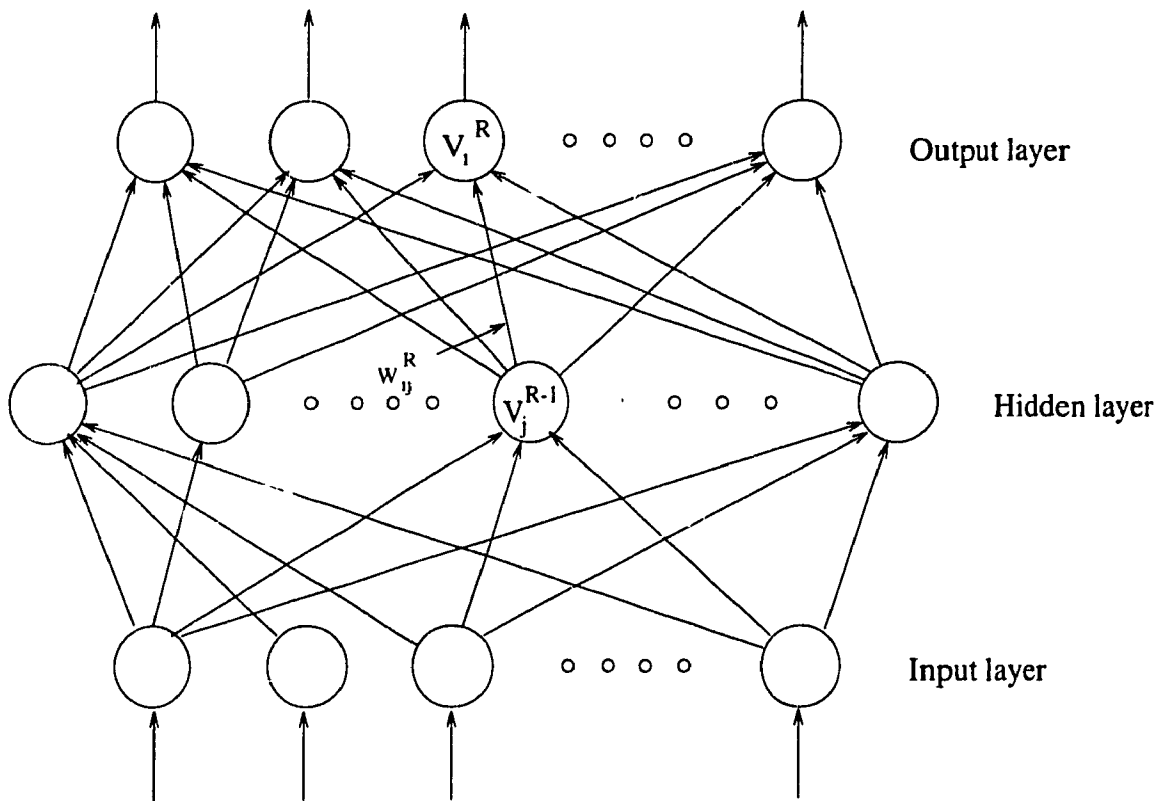 V_i^R
Output layer
w_ij^R
V_j^R-1
Hidden layer
Input layer